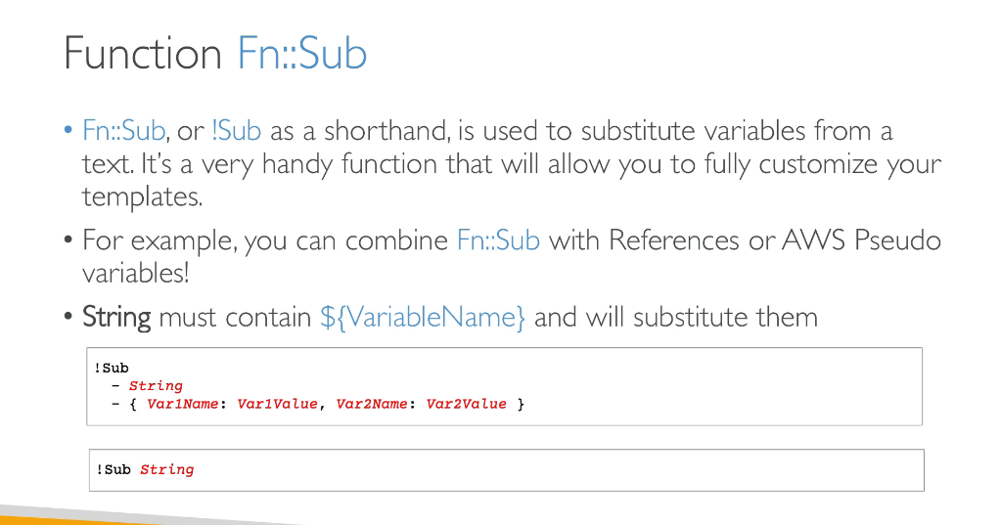 Function Fn::Sub
• Fn::Sub, or !Sub as a shorthand, is used to substitute variables from a
text. It's a very handy function that will allow you to fully customize your
templates.
• For example, you can combine Fn::Sub with References or AWS Pseudo
variables!
• String must contain ${VariableName} and will substitute them
!Sub
- String
- { Var1Name: Var1Value, Var2Name: Var2Value }
!Sub String